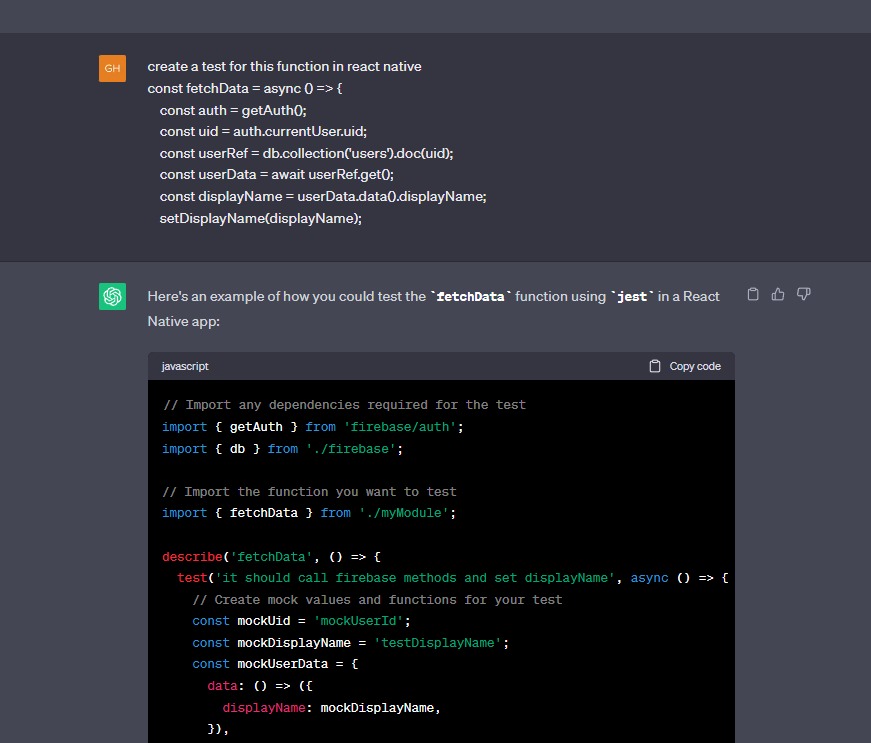 GH
create a test for this function in react native
const fetchData = async () => {
const auth = getAuth();
const uid = auth.currentUser.uid;
const userRef = db.collection('users').doc(uid);
const userData = await userRef.get();
const displayName = userData.data().displayName;
setDisplayName(displayName);
Here's an example of how you could test the `fetchData` function using `jest` in a React
Native app:
javascript
Copy code
// Import any dependencies required for the test
import { getAuth } from 'firebase/auth';
import { db } from './firebase';
// Import the function you want to test
import { fetchData } from './myModule';
describe('fetchData', () => {
test('it should call firebase methods and set displayName', async () => {
// Create mock values and functions for your test
const mockUid = 'mockUserId';
const mockDisplayName = 'testDisplayName';
const mockUserData = {
data: () => ({
displayName: mockDisplayName,
}),